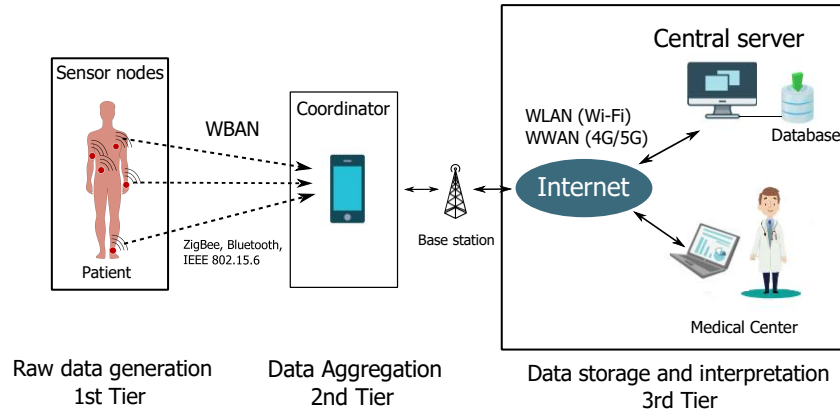 Sensor nodes
Patient
WBAN
ZigBee, Bluetooth,
IEEE 802.15.6
Coordinator
Base station
Central server
WLAN (Wi-Fi)
WWAN (4G/5G)
Database
Internet
Medical Center
Raw data generation
1st Tier
Data Aggregation
2nd Tier
Data storage and interpretation
3rd Tier